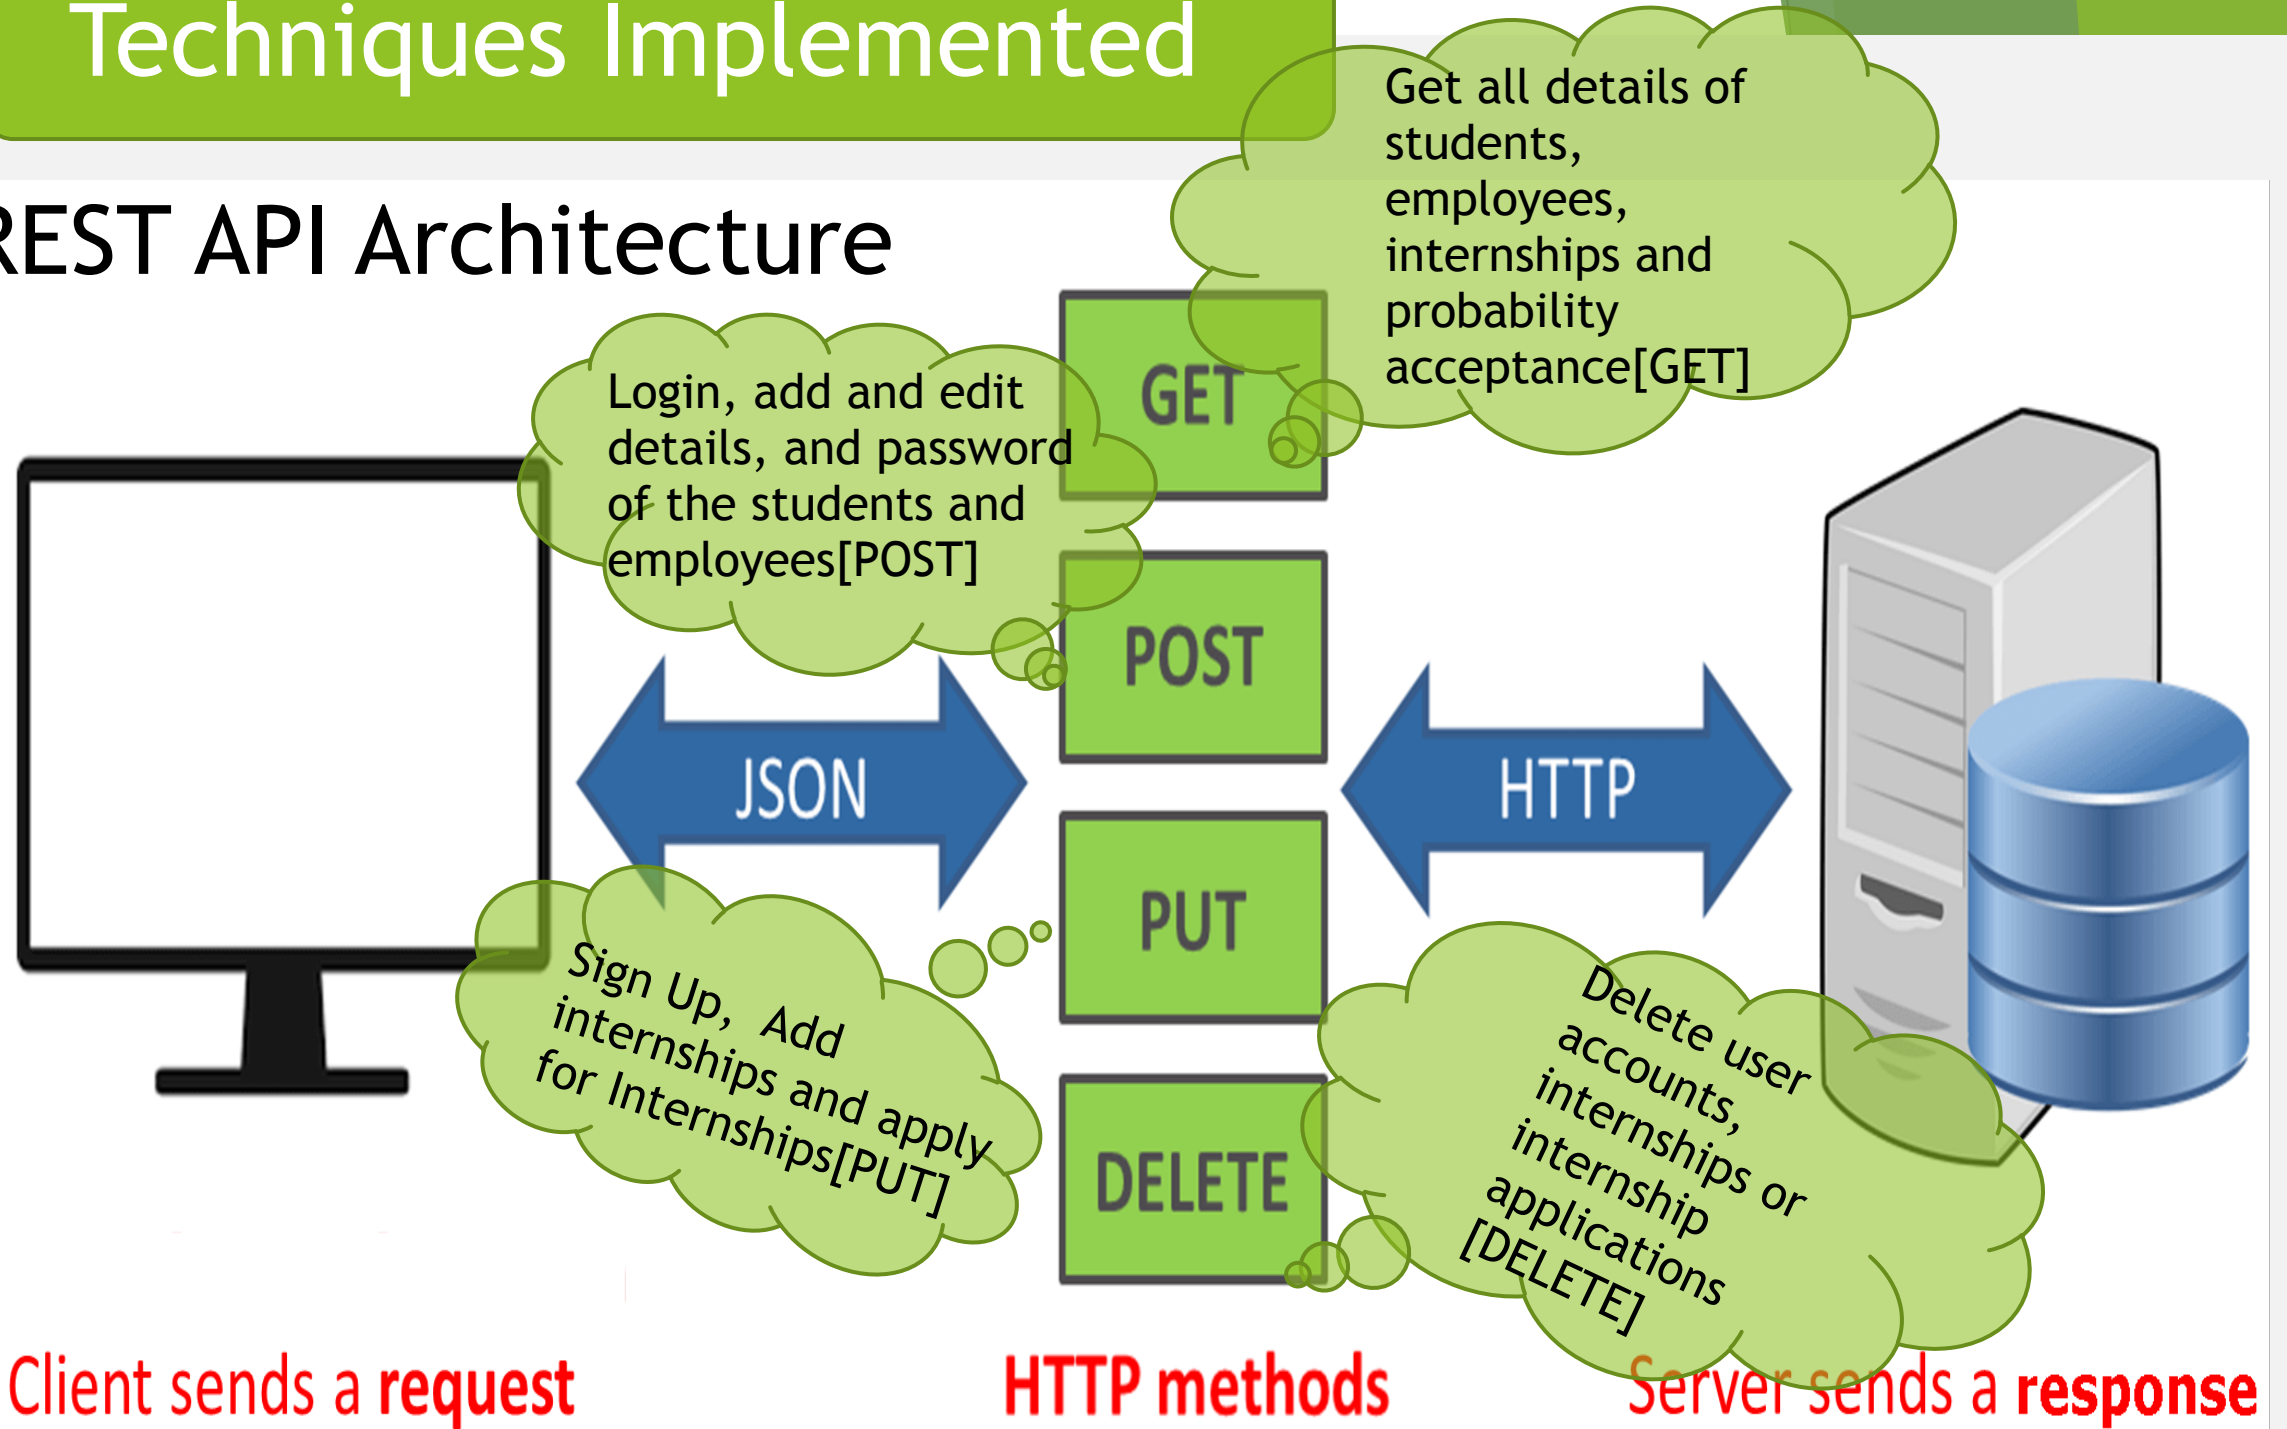 Techniques Implemented
REST API Architecture
Get all details of
students,
employees,
internships and
probability
acceptance[GET]
Login, add and edit
details, and password
of the students and
employees[POST]
GET
POST
JSON
HTTP
PUT
DELETE
Sign Up,  Add
internships and apply
for Internships[PUT]
Delete user
accounts,
internships or
internship
applications
[DELETE]
Client sends a request
HTTP methods
Server sends a response